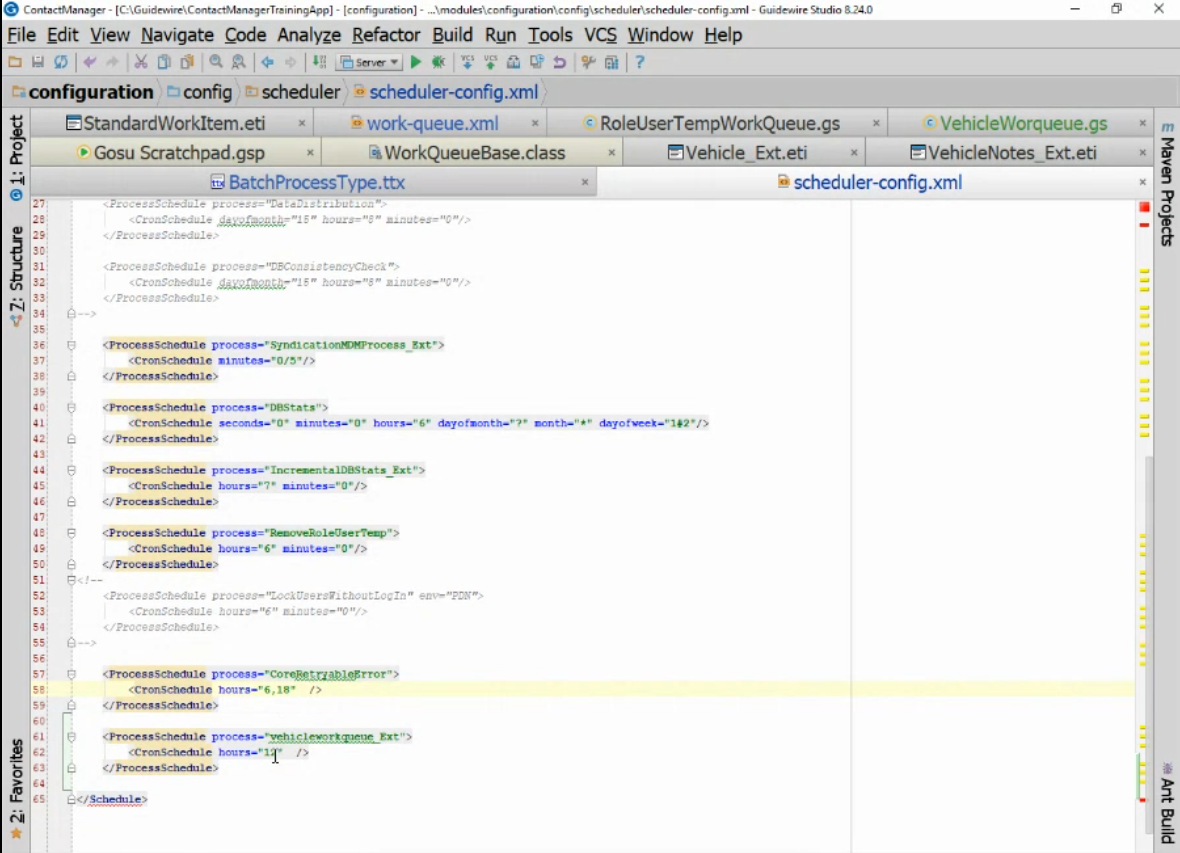 ContactManager - [C:\Guidewire\ContactManagerTrainingApp] - [configuration] - ...\modules\configuration\config\scheduler\scheduler-config.xml - Guidewire Studio 8.24.0
File Edit View Navigate Code Analyze Refactor Build Run Tools VCS Window Help
Server
configuration config scheduler scheduler-config.xml
StandardWorkItem.eti work-queue.xml RoleUserTempWorkQueue.gs VehicleWorqueue.gs
Gosu Scratchpad.gsp WorkQueueBase.class Vehicle_Ext.eti VehicleNotes_Ext.eti
BatchProcessType.ttx scheduler-config.xml
1: Project
7: Structure
2: Favorites
Maven Projects
Ant Build
27 <ProcessSchedule process="DataDistribution">
28 <CronSchedule dayofmonth="15" hours="8" minutes="0"/>
29 </ProcessSchedule>
30
31 <ProcessSchedule process="DBConsistencyCheck">
32 <CronSchedule dayofmonth="15" hours="8" minutes="0"/>
33 </ProcessSchedule>
34 -->
35
36 <ProcessSchedule process="SyndicationMDMProcess_Ext">
37 <CronSchedule minutes="0/5"/>
38 </ProcessSchedule>
39
40 <ProcessSchedule process="DBStats">
41 <CronSchedule seconds="0" minutes="0" hours="6" dayofmonth="?" month="*" dayofweek="1#2"/>
42 </ProcessSchedule>
43
44 <ProcessSchedule process="IncrementalDBStats_Ext">
45 <CronSchedule hours="7" minutes="0"/>
46 </ProcessSchedule>
47
48 <ProcessSchedule process="RemoveRoleUserTemp">
49 <CronSchedule hours="6" minutes="0"/>
50 </ProcessSchedule>
51 <!--
52 <ProcessSchedule process="LockUsersWithoutLogIn" env="PDN">
53 <CronSchedule hours="6" minutes="0"/>
54 </ProcessSchedule>
55 -->
56
57 <ProcessSchedule process="CoreRetryableError">
58 <CronSchedule hours="6,18" />
59 </ProcessSchedule>
60
61 <ProcessSchedule process="vehicleworkqueue_Ext">
62 <CronSchedule hours="12" />
63 </ProcessSchedule>
64
65 </Schedule>